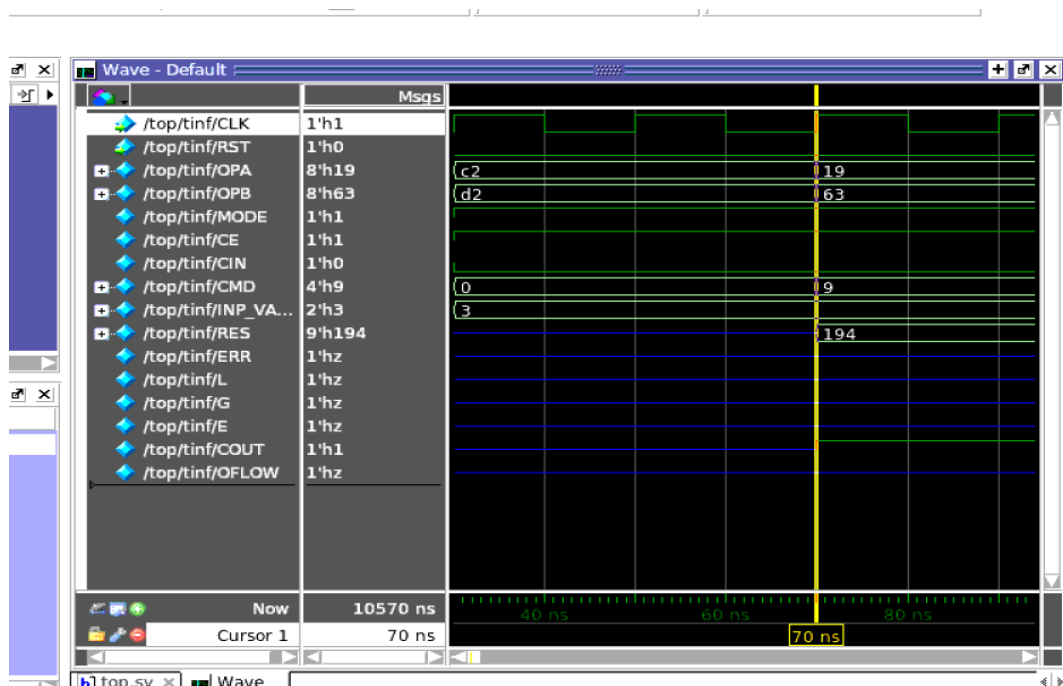 Wave - Default
Msgs
/top/tinf/CLK 1'h1
/top/tinf/RST 1'h0
/top/tinf/OPA 8'h19 c2 19
/top/tinf/OPB 8'h63 d2 63
/top/tinf/MODE 1'h1
/top/tinf/CE 1'h1
/top/tinf/CIN 1'h0
/top/tinf/CMD 4'h9 0 9
/top/tinf/INP_VA... 2'h3 3
/top/tinf/RES 9'h194 194
/top/tinf/ERR 1'hz
/top/tinf/L 1'hz
/top/tinf/G 1'hz
/top/tinf/E 1'hz
/top/tinf/COUT 1'h1
/top/tinf/OFLOW 1'hz
Now 10570 ns 40 ns 60 ns 80 ns
Cursor 1 70 ns 70 ns
top.sv Wave